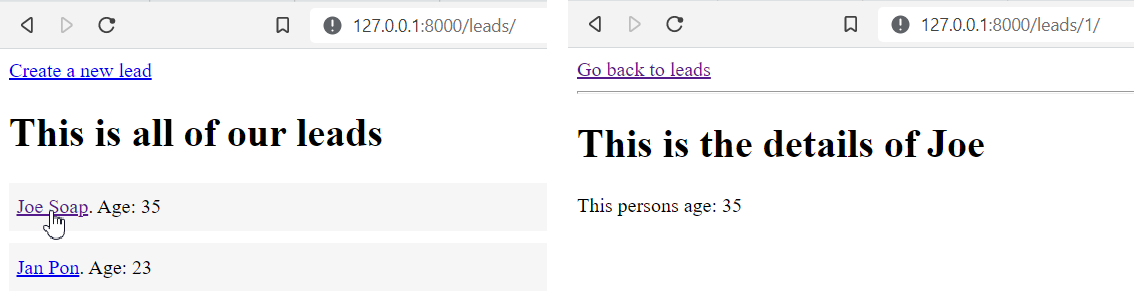 127.0.0.1:8000/leads/
Create a new lead
This is all of our leads
Joe Soap. Age: 35
Jan Pon. Age: 23
127.0.0.1:8000/leads/1/
Go back to leads
This is the details of Joe
This persons age: 35